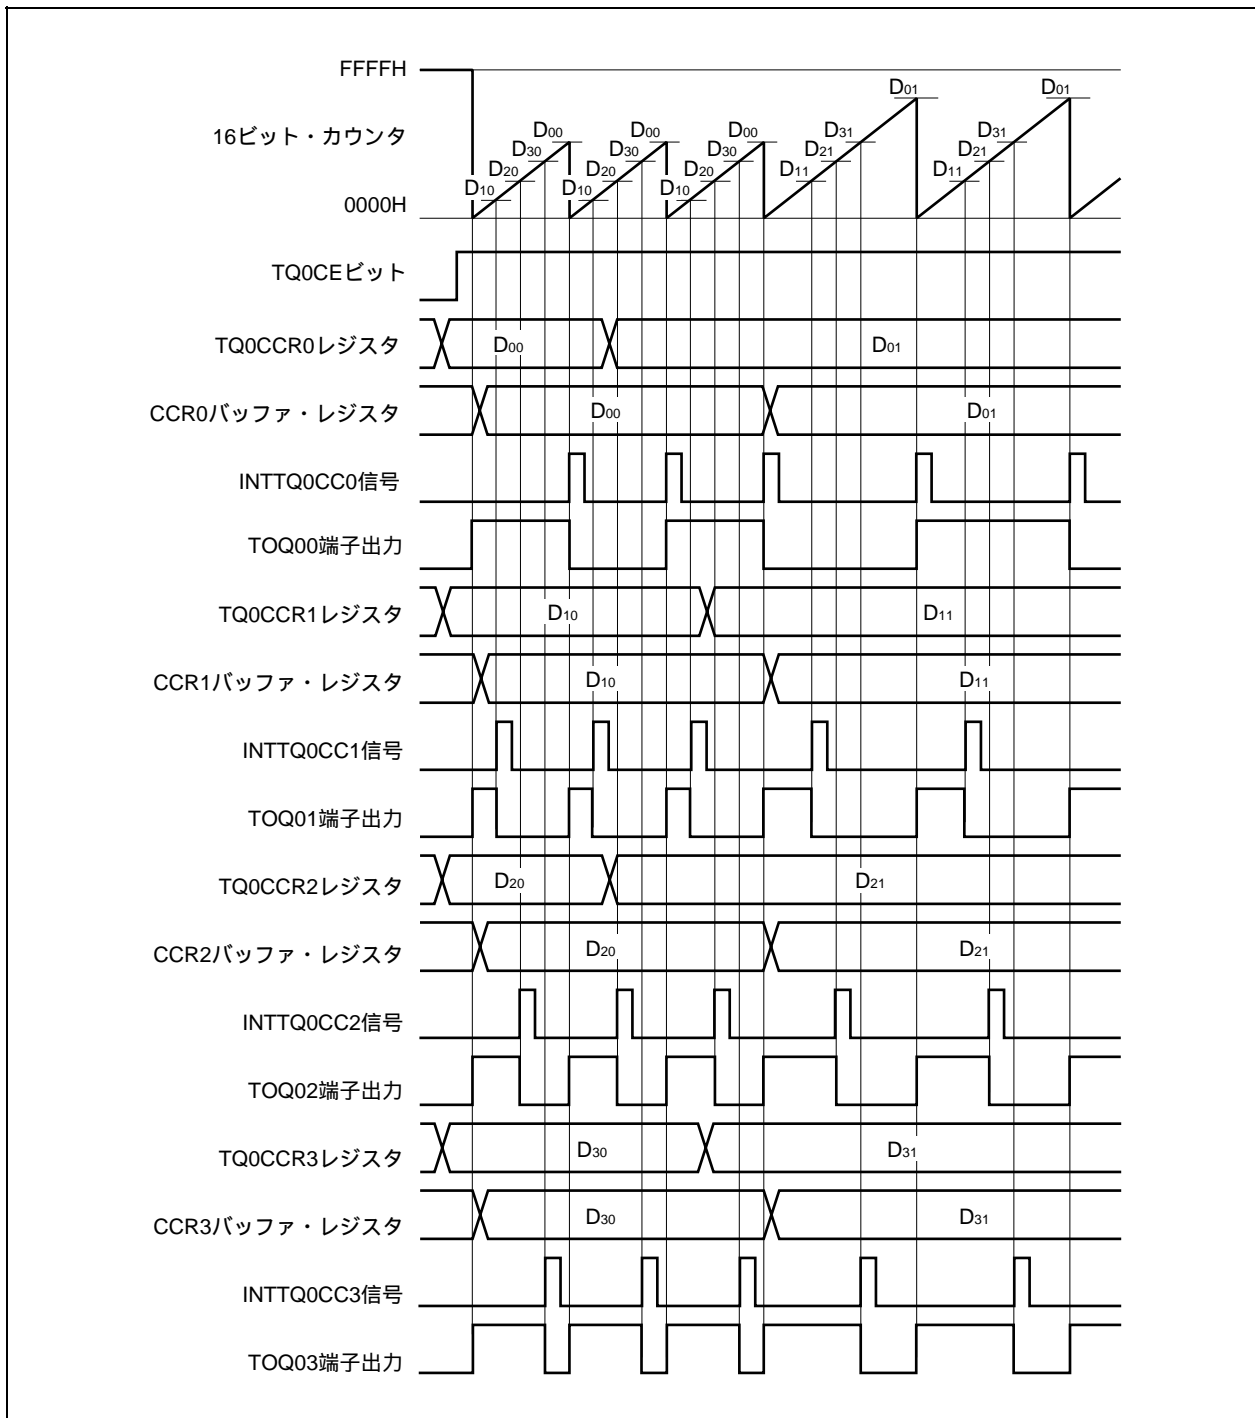 FFFFH
D01 D01
16ビット・カウンタ
D00 D00 D00 D31 D31
D30 D30 D30 D21 D21
D20 D20 D20 D11 D11
D10 D10 D10
0000H
TQ0CEビット
TQ0CCR0レジスタ D00 D01
CCR0バッファ・レジスタ D00 D01
INTTQ0CC0信号
TOQ00端子出力
TQ0CCR1レジスタ D10 D11
CCR1バッファ・レジスタ D10 D11
INTTQ0CC1信号
TOQ01端子出力
TQ0CCR2レジスタ D20 D21
CCR2バッファ・レジスタ D20 D21
INTTQ0CC2信号
TOQ02端子出力
TQ0CCR3レジスタ D30 D31
CCR3バッファ・レジスタ D30 D31
INTTQ0CC3信号
TOQ03端子出力